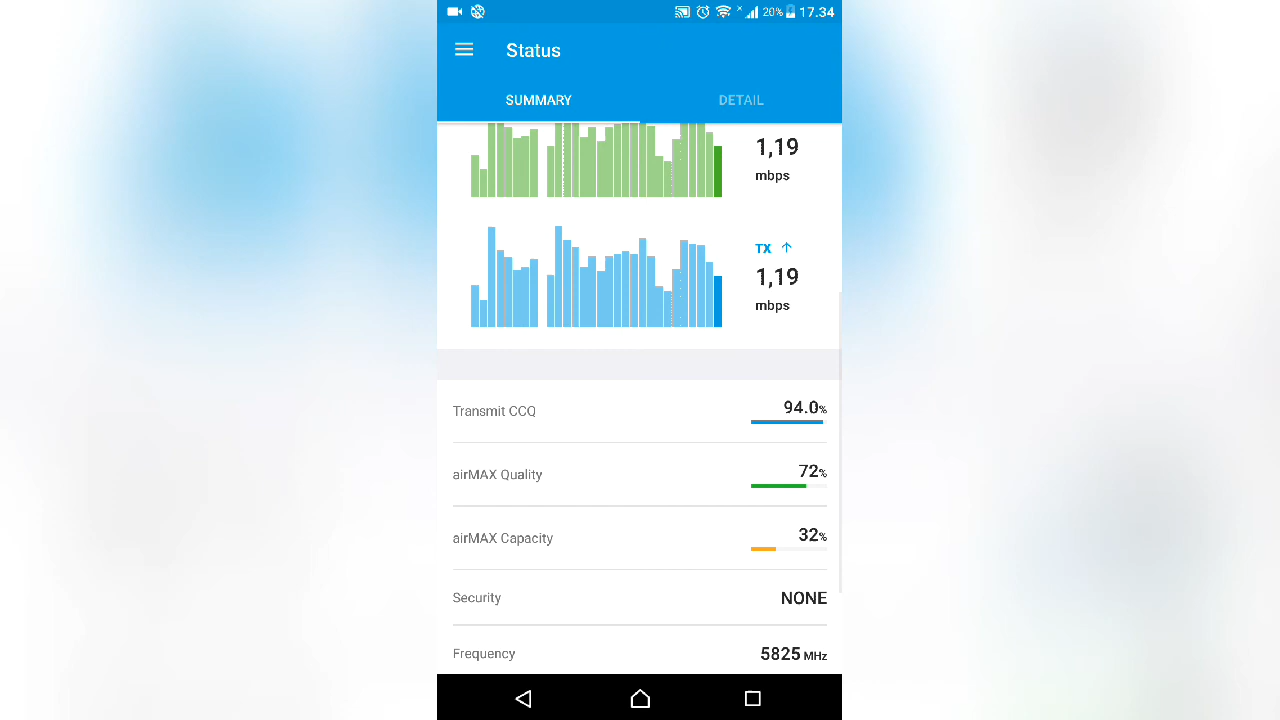 20% 17.34
Status
SUMMARY DETAIL
1,19
mbps
TX
1,19
mbps
Transmit CCQ 94.0%
airMAX Quality 72%
airMAX Capacity 32%
Security NONE
Frequency 5825 MHz